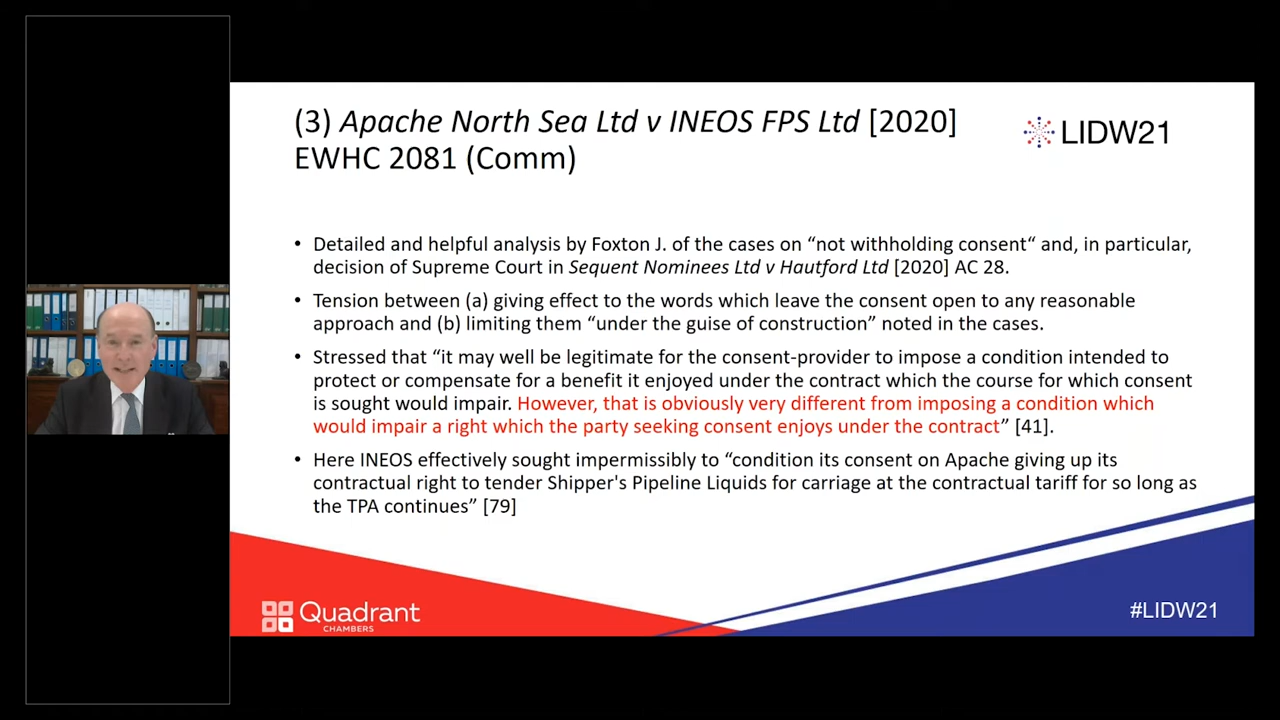 (3) Apache North Sea Ltd v INEOS FPS Ltd [2020]
EWHC 2081 (Comm)
LIDW21
• Detailed and helpful analysis by Foxton J. of the cases on “not withholding consent“ and, in particular,
decision of Supreme Court in Sequent Nominees Ltd v Hautford Ltd [2020] AC 28.
• Tension between (a) giving effect to the words which leave the consent open to any reasonable
approach and (b) limiting them “under the guise of construction” noted in the cases.
• Stressed that “it may well be legitimate for the consent-provider to impose a condition intended to
protect or compensate for a benefit it enjoyed under the contract which the course for which consent
is sought would impair. However, that is obviously very different from imposing a condition which
would impair a right which the party seeking consent enjoys under the contract” [41].
• Here INEOS effectively sought impermissibly to “condition its consent on Apache giving up its
contractual right to tender Shipper's Pipeline Liquids for carriage at the contractual tariff for so long as
the TPA continues” [79]
Quadrant
CHAMBERS
#LIDW21